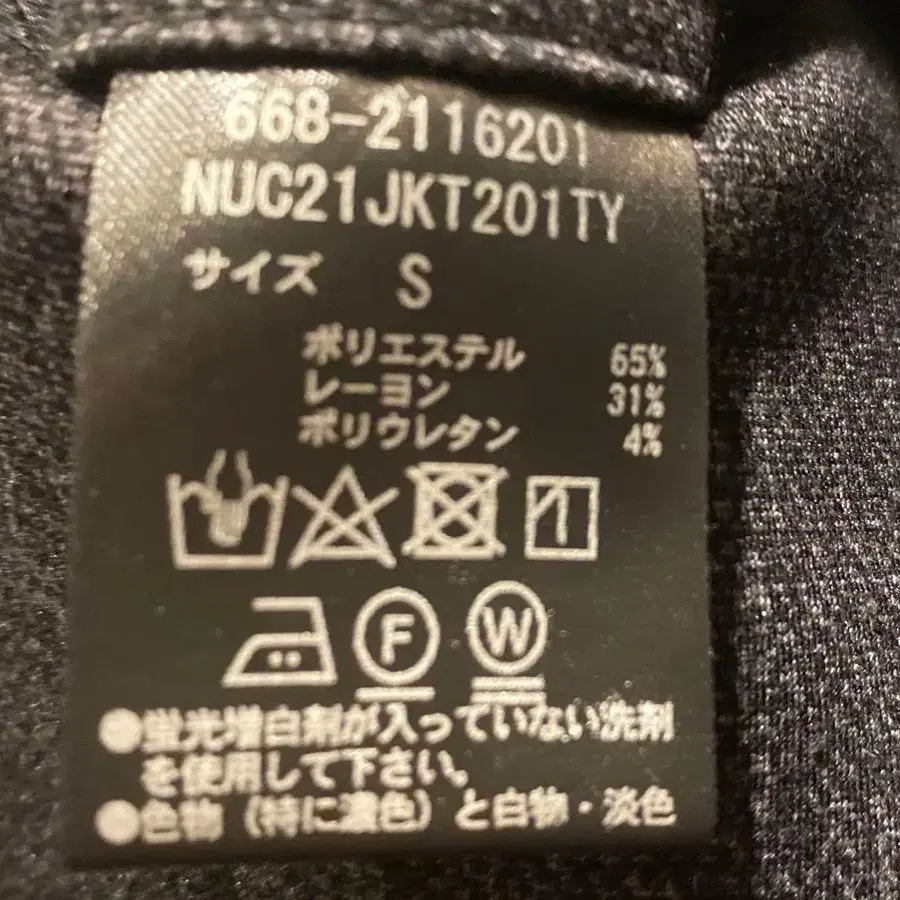 668-2116201
NUC21JKT201TY
サイズ S
ポリエステル 65%
レーヨン 31%
ポリウレタン 4%
F W
●蛍光増白剤が入っていない洗剤
を使用して下さい。
●色物（特に濃色）と白物・淡色